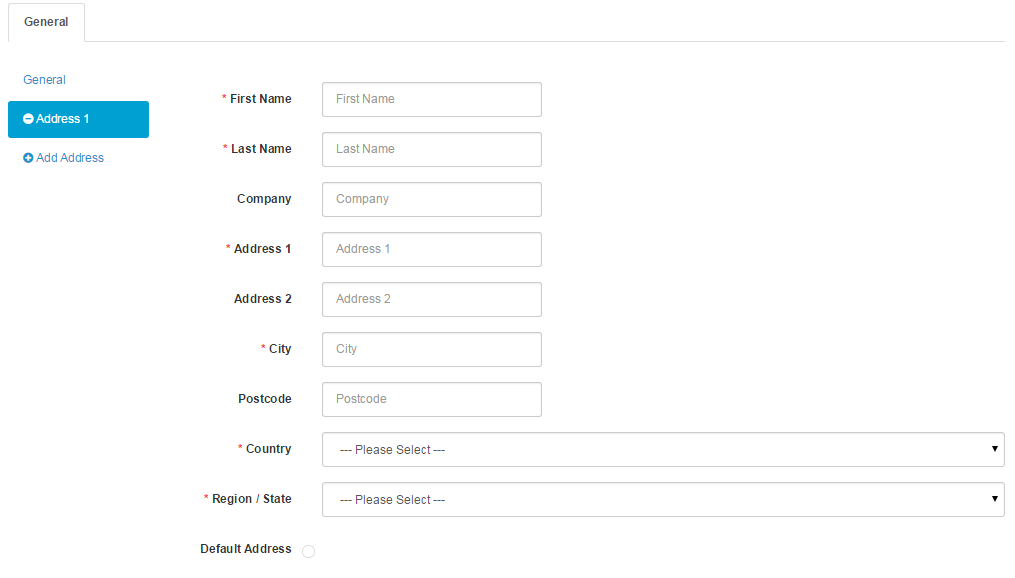 General
General
Address 1
Add Address
* First Name First Name
* Last Name Last Name
Company Company
* Address 1 Address 1
Address 2 Address 2
* City City
Postcode Postcode
* Country --- Please Select ---
* Region / State --- Please Select ---
Default Address